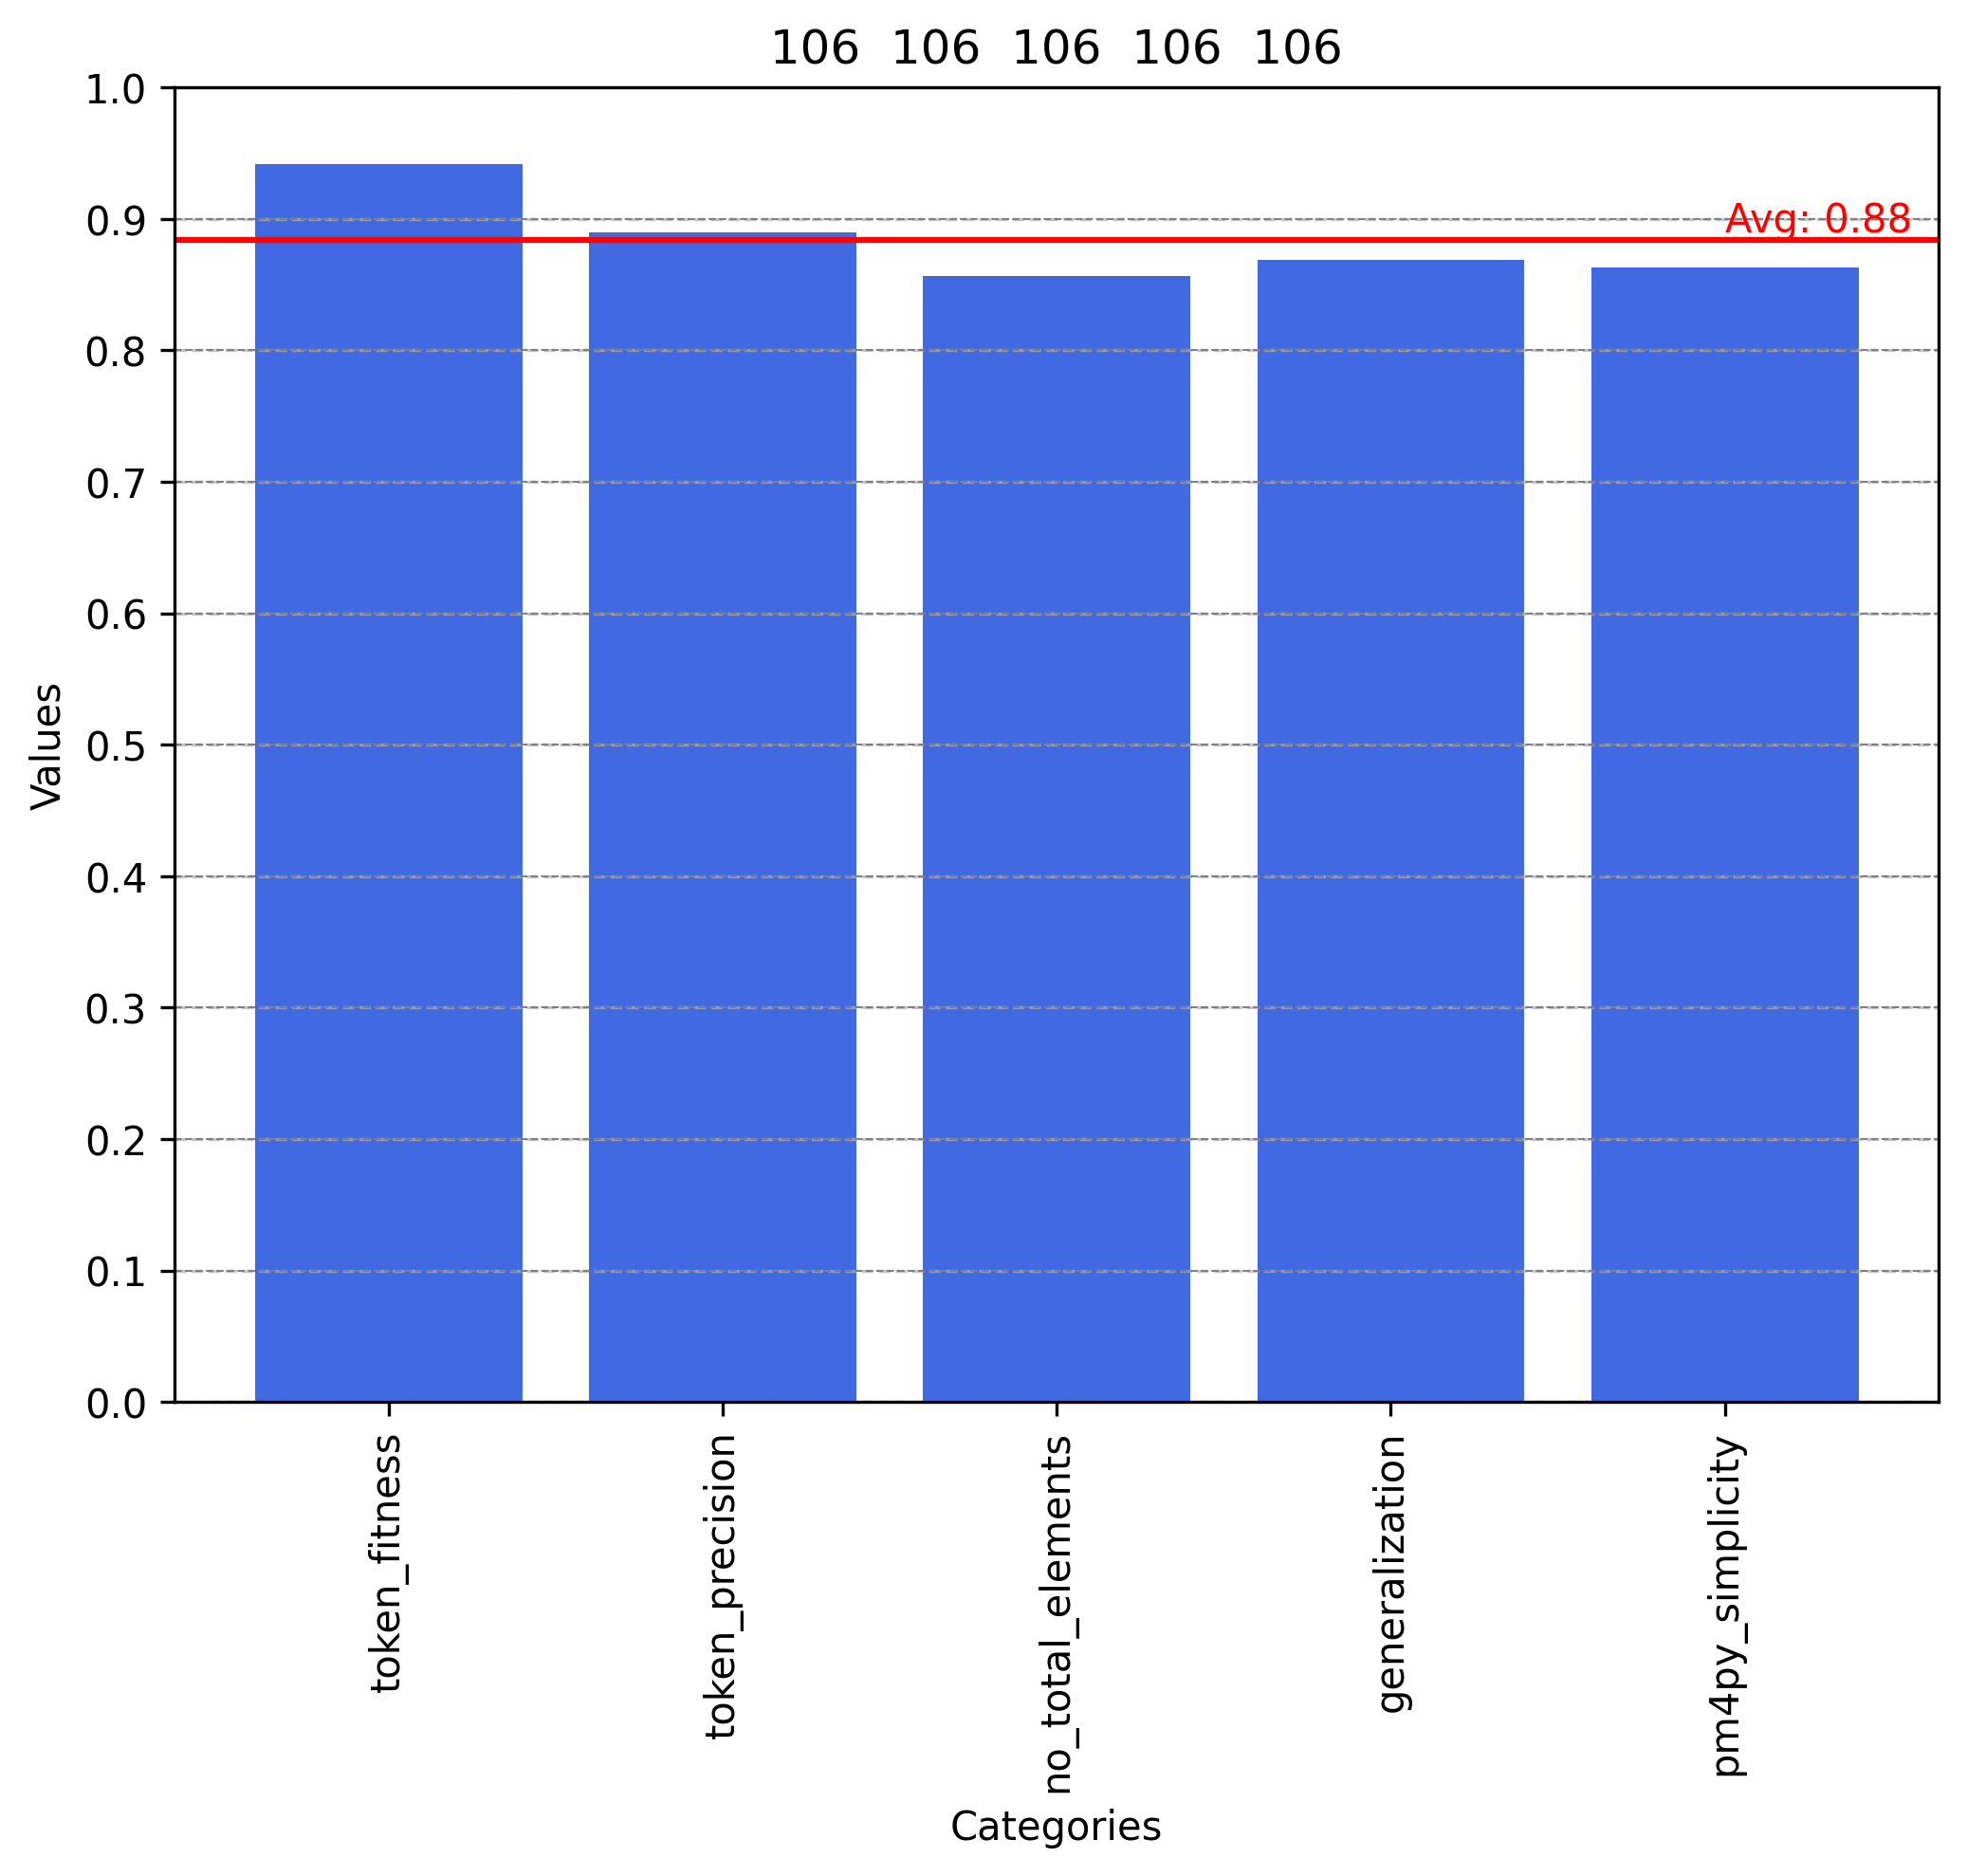 106 106 106 106 106
1.0
0.9
0.8
0.7
0.6
0.5
0.4
0.3
0.2
0.1
0.0
Values
Avg: 0.88
token_fitness
token_precision
no_total_elements
generalization
pm4py_simplicity
Categories